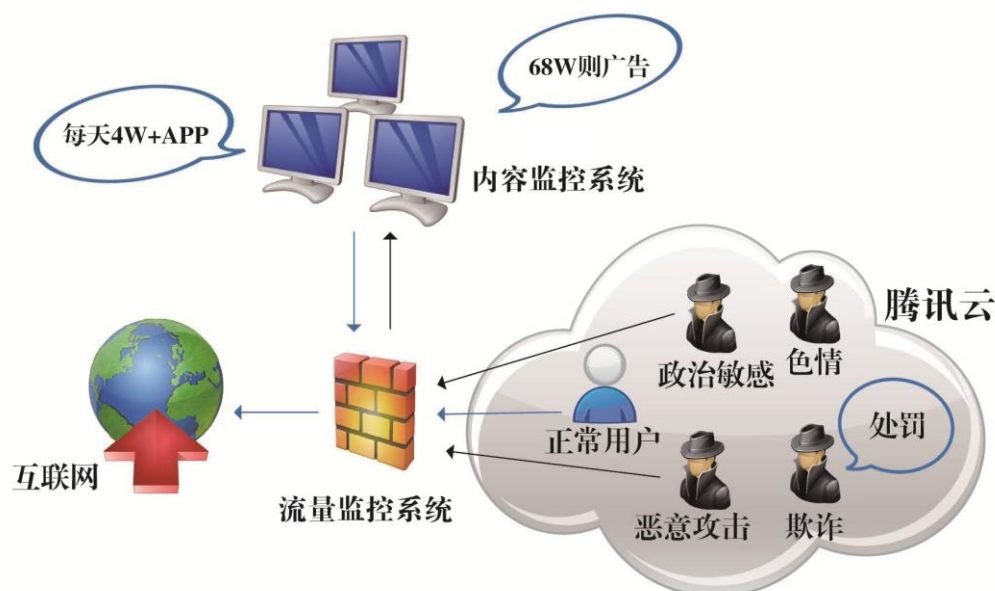 68W则广告
每天4W+APP
内容监控系统
腾讯云
政治敏感
色情
正常用户
处罚
互联网
流量监控系统
恶意攻击
欺诈